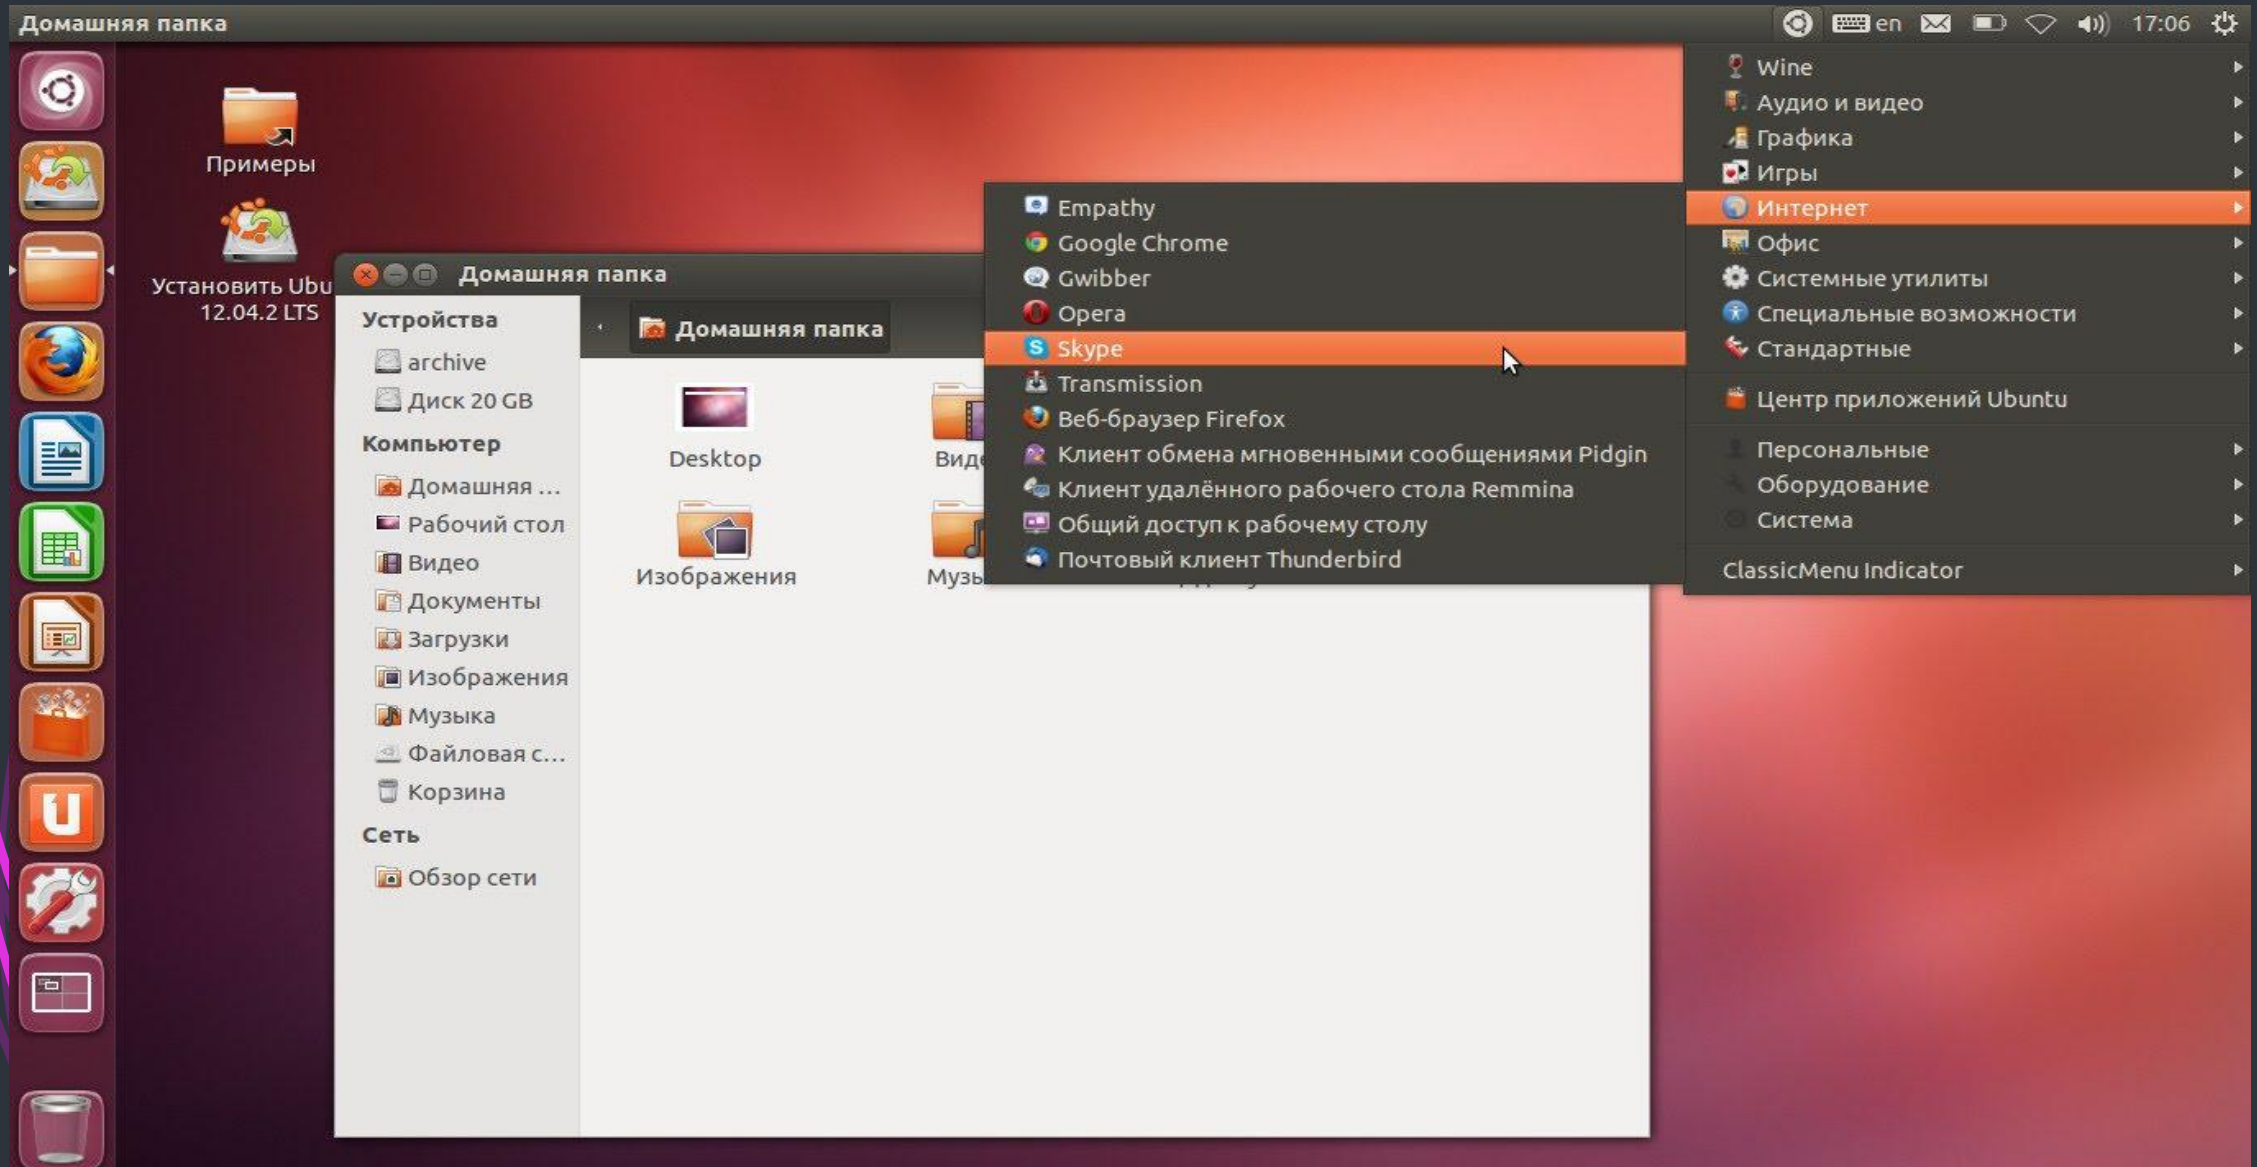 Домашняя папка
en
17:06
Примеры
Установить Ubu
12.04.2 LTS
Домашняя папка
Устройства
archive
Диск 20 GB
Компьютер
Домашняя ...
Рабочий стол
Видео
Документы
Загрузки
Изображения
Музыка
Файловая с...
Корзина
Сеть
Обзор сети
Домашняя папка
Desktop
Виде
Изображения
Музы
Empathy
Google Chrome
Gwibber
Opera
Skype
Transmission
Веб-браузер Firefox
Клиент обмена мгновенными сообщениями Pidgin
Клиент удалённого рабочего стола Remmina
Общий доступ к рабочему столу
Почтовый клиент Thunderbird
Wine
Аудио и видео
Графика
Игры
Интернет
Офис
Системные утилиты
Специальные возможности
Стандартные
Центр приложений Ubuntu
Персональные
Оборудование
Система
ClassicMenu Indicator